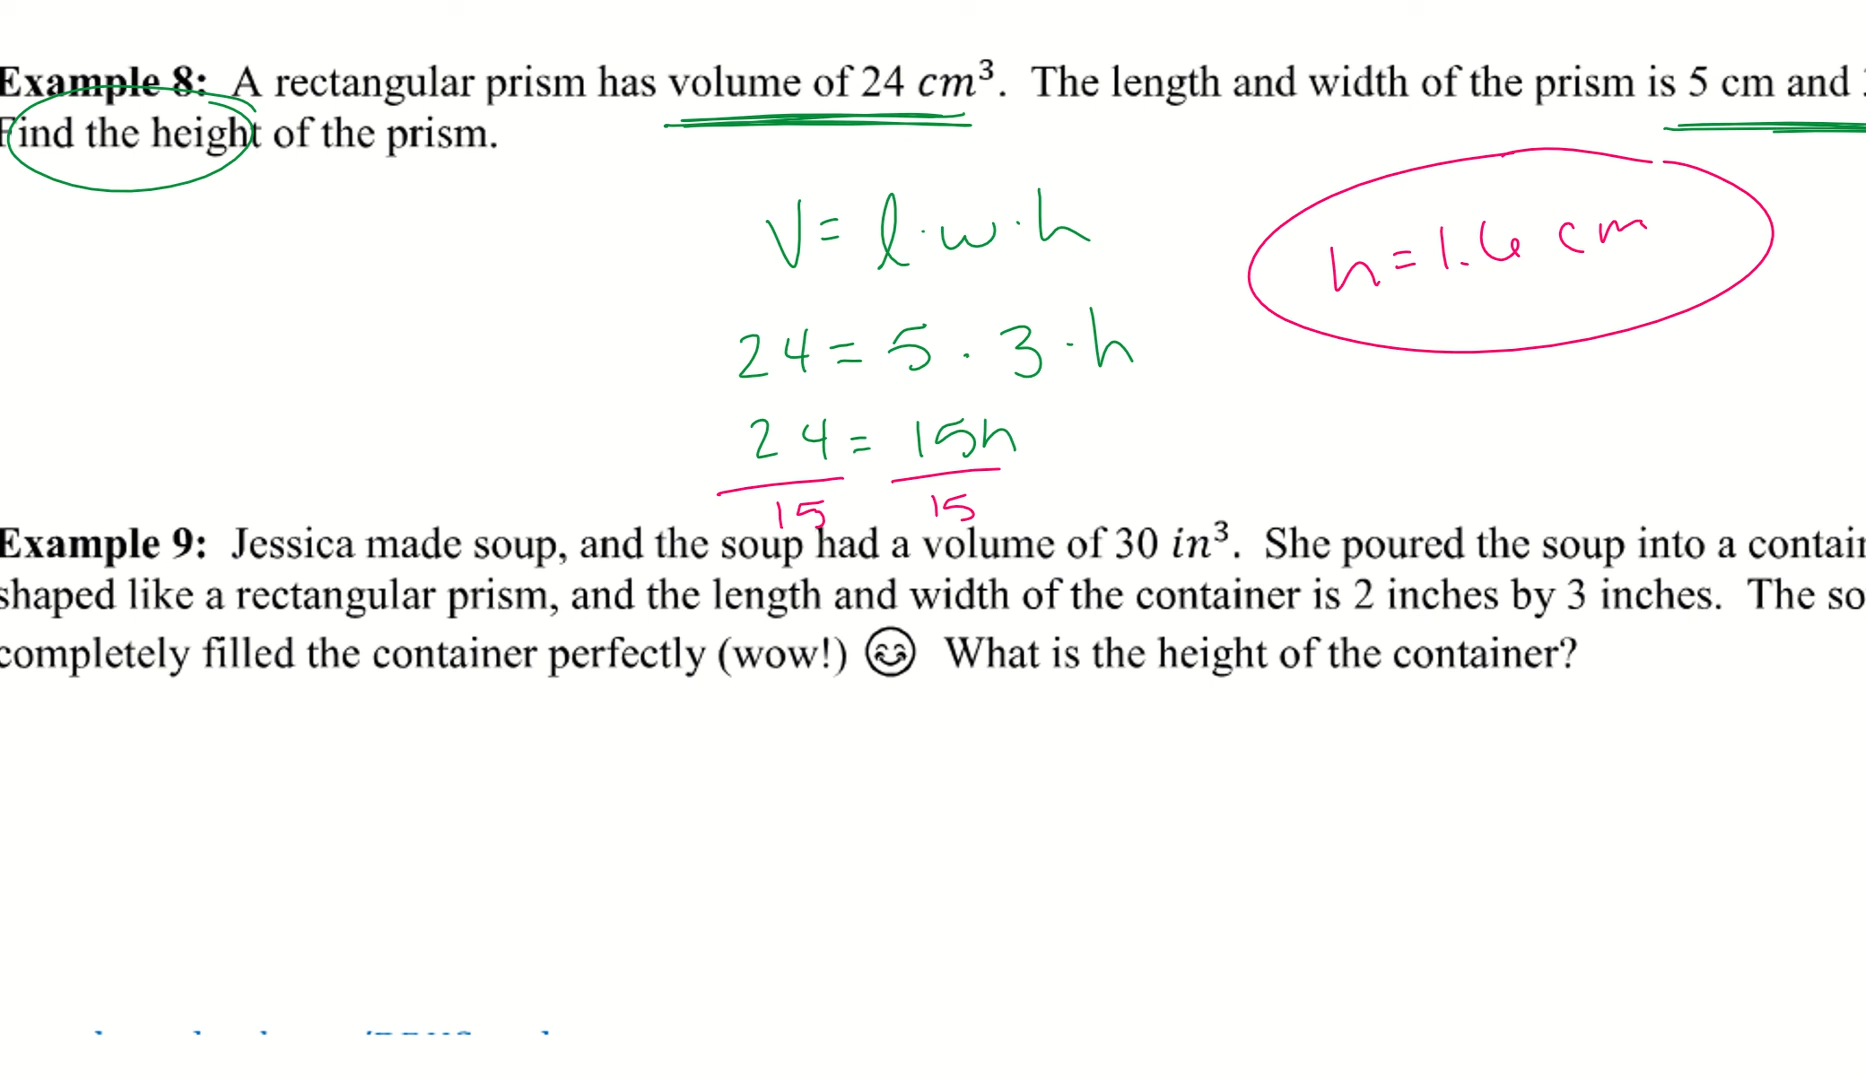 Example 8: A rectangular prism has volume of 24 cm³. The length and width of the prism is 5 cm and
Find the height of the prism.
V = l · w · h
h = 1.6 cm
24 = 5 · 3 · h
24 = 15h
15 15
Example 9: Jessica made soup, and the soup had a volume of 30 in³. She poured the soup into a contain
shaped like a rectangular prism, and the length and width of the container is 2 inches by 3 inches. The so
completely filled the container perfectly (wow!) 😊 What is the height of the container?